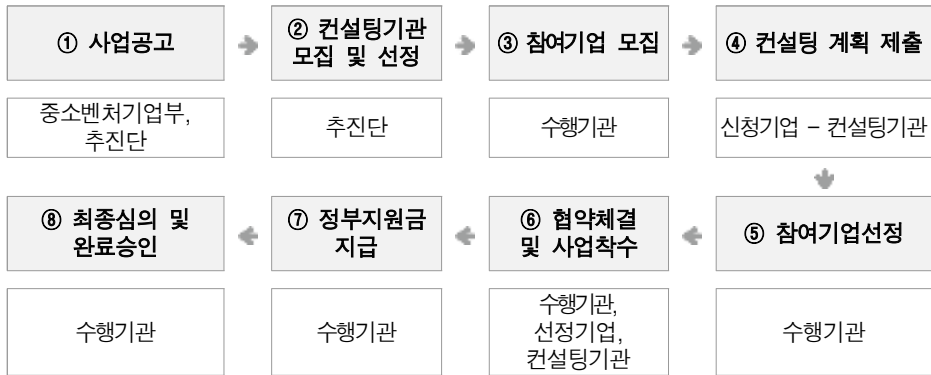 ① 사업공고
② 컨설팅기관
모집 및 선정
③ 참여기업 모집
④ 컨설팅 계획 제출
중소벤처기업부,
추진단
추진단
수행기관
신청기업 – 컨설팅기관
⑧ 최종심의 및
완료승인
⑦ 정부지원금
지급
⑥ 협약체결
및 사업착수
⑤ 참여기업선정
수행기관
수행기관
수행기관,
선정기업,
컨설팅기관
수행기관